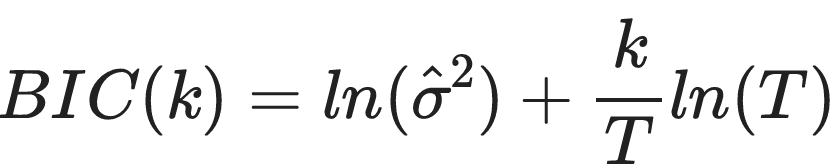 BIC(k) = ln(σ̂²) + k/T ln(T)